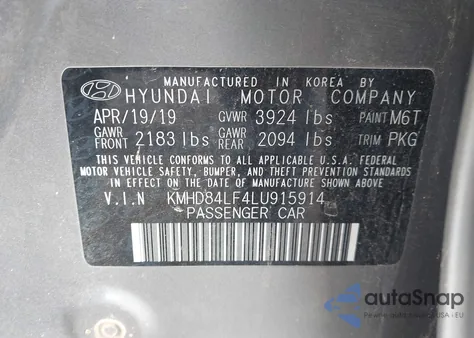 MANUFACTURED IN KOREA BY
HYUNDAI MOTOR COMPANY
APR/19/19 GVWR 3924 lbs PAINT M6T
GAWR FRONT 2183 lbs GAWR REAR 2094 lbs TRIM PKG
THIS VEHICLE CONFORMS TO ALL APPLICABLE U.S.A. FEDERAL
MOTOR VEHICLE SAFETY, BUMPER, AND THEFT PREVENTION STANDARDS
IN EFFECT ON THE DATE OF MANUFACTURE SHOWN ABOVE.
V.I.N KMHD84LF4LU915914
PASSENGER CAR
autoSnap